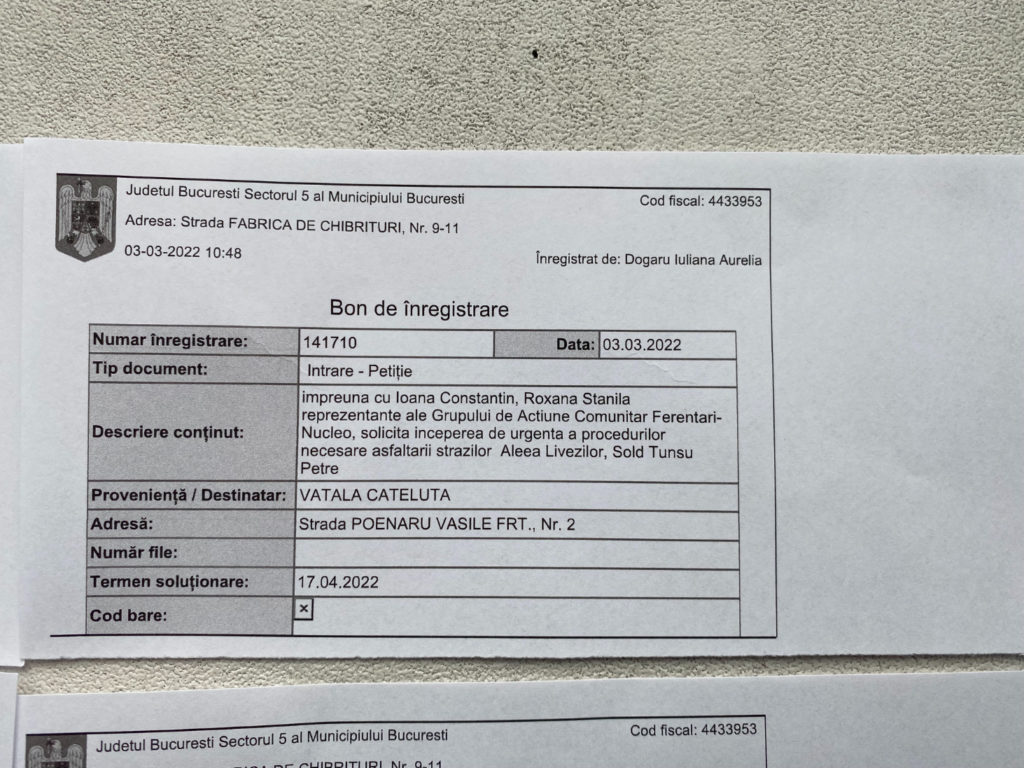 Judetul Bucuresti Sectorul 5 al Municipiului Bucuresti
Cod fiscal: 4433953
Adresa: Strada FABRICA DE CHIBRITURI, Nr. 9-11
03-03-2022 10:48
Înregistrat de: Dogaru Iuliana Aurelia
Bon de înregistrare
Numar înregistrare: 141710 Data: 03.03.2022
Tip document: Intrare - Petiție
Descriere conținut:
impreuna cu Ioana Constantin, Roxana Stanila
reprezentante ale Grupului de Actiune Comunitar Ferentari-
Nucleo, solicita inceperea de urgenta a procedurilor
necesare asfaltarii strazilor Aleea Livezilor, Sold Tunsu
Petre
Proveniență / Destinatar: VATALA CATELUTA
Adresă: Strada POENARU VASILE FRT., Nr. 2
Număr file:
Termen soluționare: 17.04.2022
Cod bare:
Judetul Bucuresti Sectorul 5 al Municipiului Bucuresti
Cod fiscal: 4433953
DE CHIBRITURI, Nr. 9-11